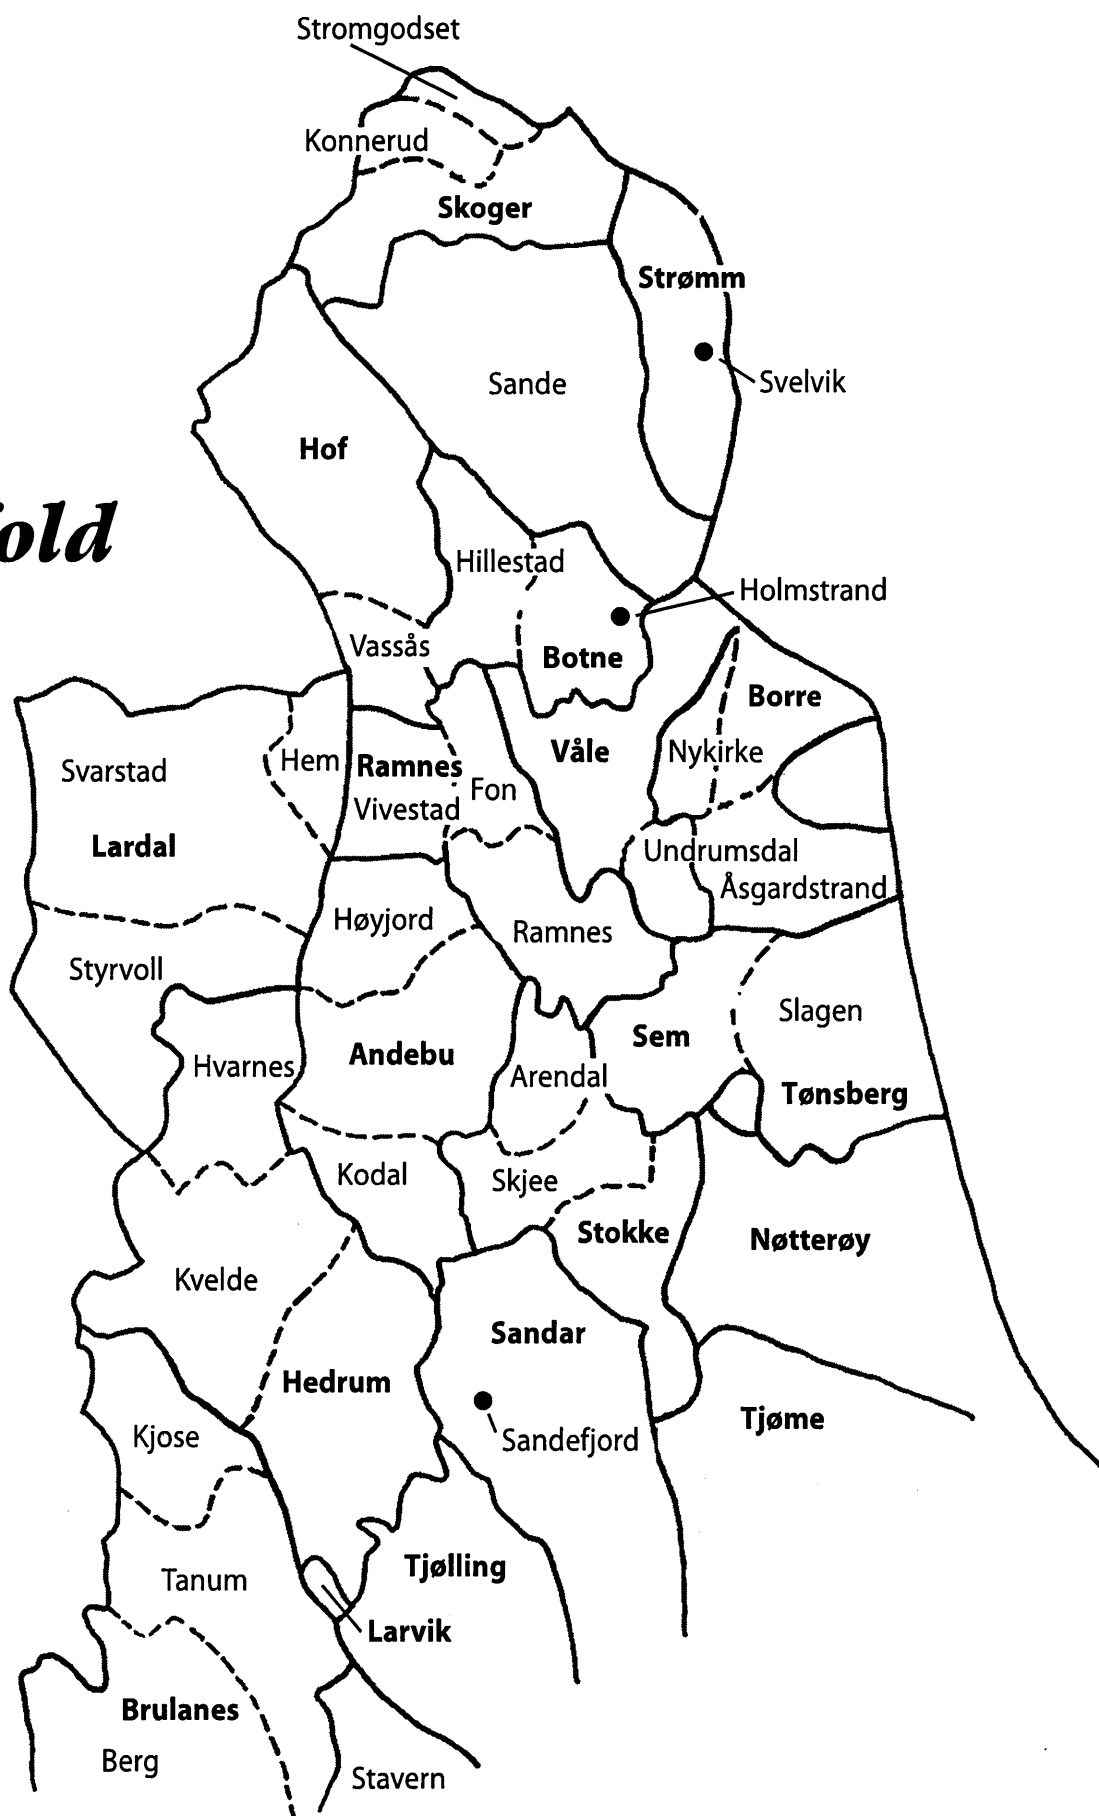 Stromgodset
Konnerud
Skoger
Strømm
Sande
Svelvik
Hof
old
Hillestad
Holmstrand
Vassås
Botne
Borre
Svarstad
Hem
Ramnes
Våle
Nykirke
Vivestad
Fon
Lardal
Undrumsdal
Åsgardstrand
Høyjord
Ramnes
Styrvoll
Slagen
Sem
Hvarnes
Andebu
Arendal
Tønsberg
Kodal
Skjee
Stokke
Nøtterøy
Kvelde
Sandar
Hedrum
Tjøme
Kjose
Sandefjord
Tjølling
Tanum
Larvik
Brulanes
Berg
Stavern